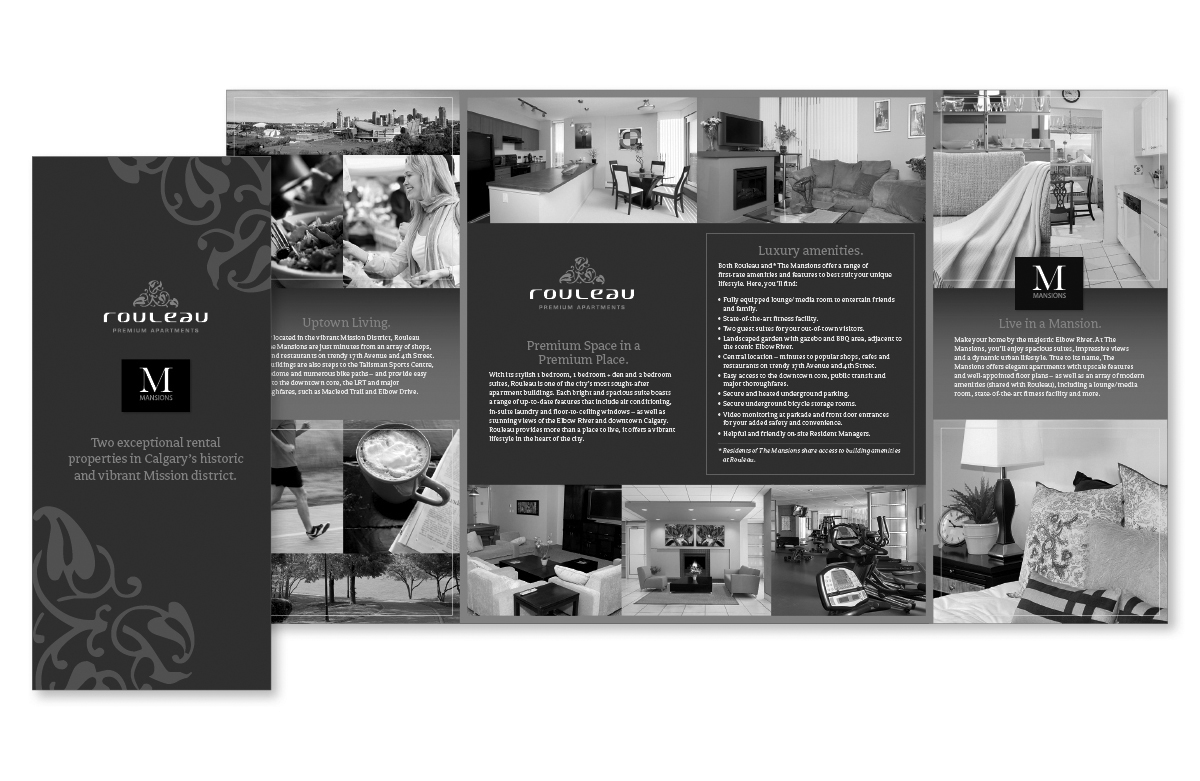 rouleau
PREMIUM APARTMENTS
M
MANSIONS
Two exceptional rental
properties in Calgary's historic
and vibrant Mission district.
Uptown Living.
located in the vibrant Mission District, Rouleau
Mansions are just minutes from an array of shops,
restaurants on trendy 17th Avenue and 4th Street.
are also steps to the Talisman Sports Centre,
and numerous bike paths – and provide easy
to the downtown core, the LRT and major
such as Macleod Trail and Elbow Drive.
rouleau
PREMIUM APARTMENTS
Premium Space in a
Premium Place.
With its stylish 1 bedroom, 1 bedroom + den and 2 bedroom
suites, Rouleau is one of the city's most sought-after
apartment buildings. Each bright and spacious suite boasts
a range of up-to-date features that include air conditioning,
in-suite laundry and floor-to-ceiling windows – as well as
stunning views of the Elbow River and downtown Calgary.
Rouleau provides more than a place to live, it offers a vibrant
lifestyle in the heart of the city.
Luxury amenities.
Both Rouleau and * The Mansions offer a range of
first-rate amenities and features to best suit your unique
lifestyle. Here, you'll find:
• Fully equipped lounge/media room to entertain friends
and family.
• State-of-the-art fitness facility.
• Two guest suites for your out-of-town visitors.
• Landscaped garden with gazebo and BBQ area, adjacent to
the scenic Elbow River.
• Central location – minutes to popular shops, cafes and
restaurants on trendy 17th Avenue and 4th Street.
• Easy access to the downtown core, public transit and
major thoroughfares.
• Secure and heated underground parking.
• Secure underground bicycle storage rooms.
• Video monitoring at parkade and front door entrances
for your added safety and convenience.
• Helpful and friendly on-site Resident Managers.
* Residents of The Mansions share access to building amenities
at Rouleau.
M
MANSIONS
Live in a Mansion.
Make your home by the majestic Elbow River. At The
Mansions, you'll enjoy spacious suites, impressive views
and a dynamic urban lifestyle. True to its name, The
Mansions offers elegant apartments with upscale features
and well-appointed floor plans – as well as an array of modern
amenities (shared with Rouleau), including a lounge/media
room, state-of-the-art fitness facility and more.